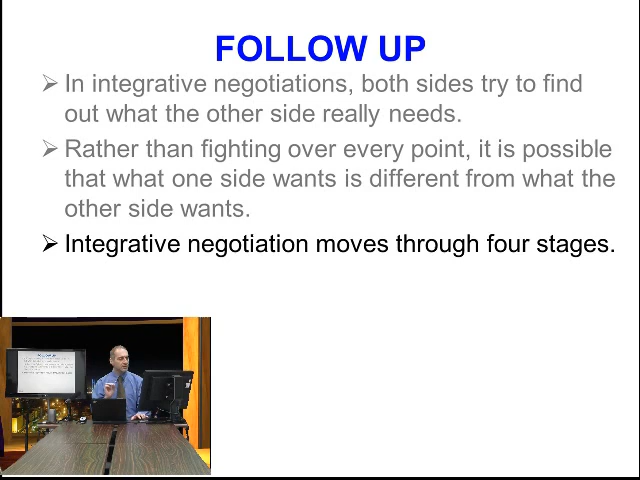 FOLLOW UP
➢ In integrative negotiations, both sides try to find
out what the other side really needs.
➢ Rather than fighting over every point, it is possible
that what one side wants is different from what the
other side wants.
➢ Integrative negotiation moves through four stages.
FOLLOW UP